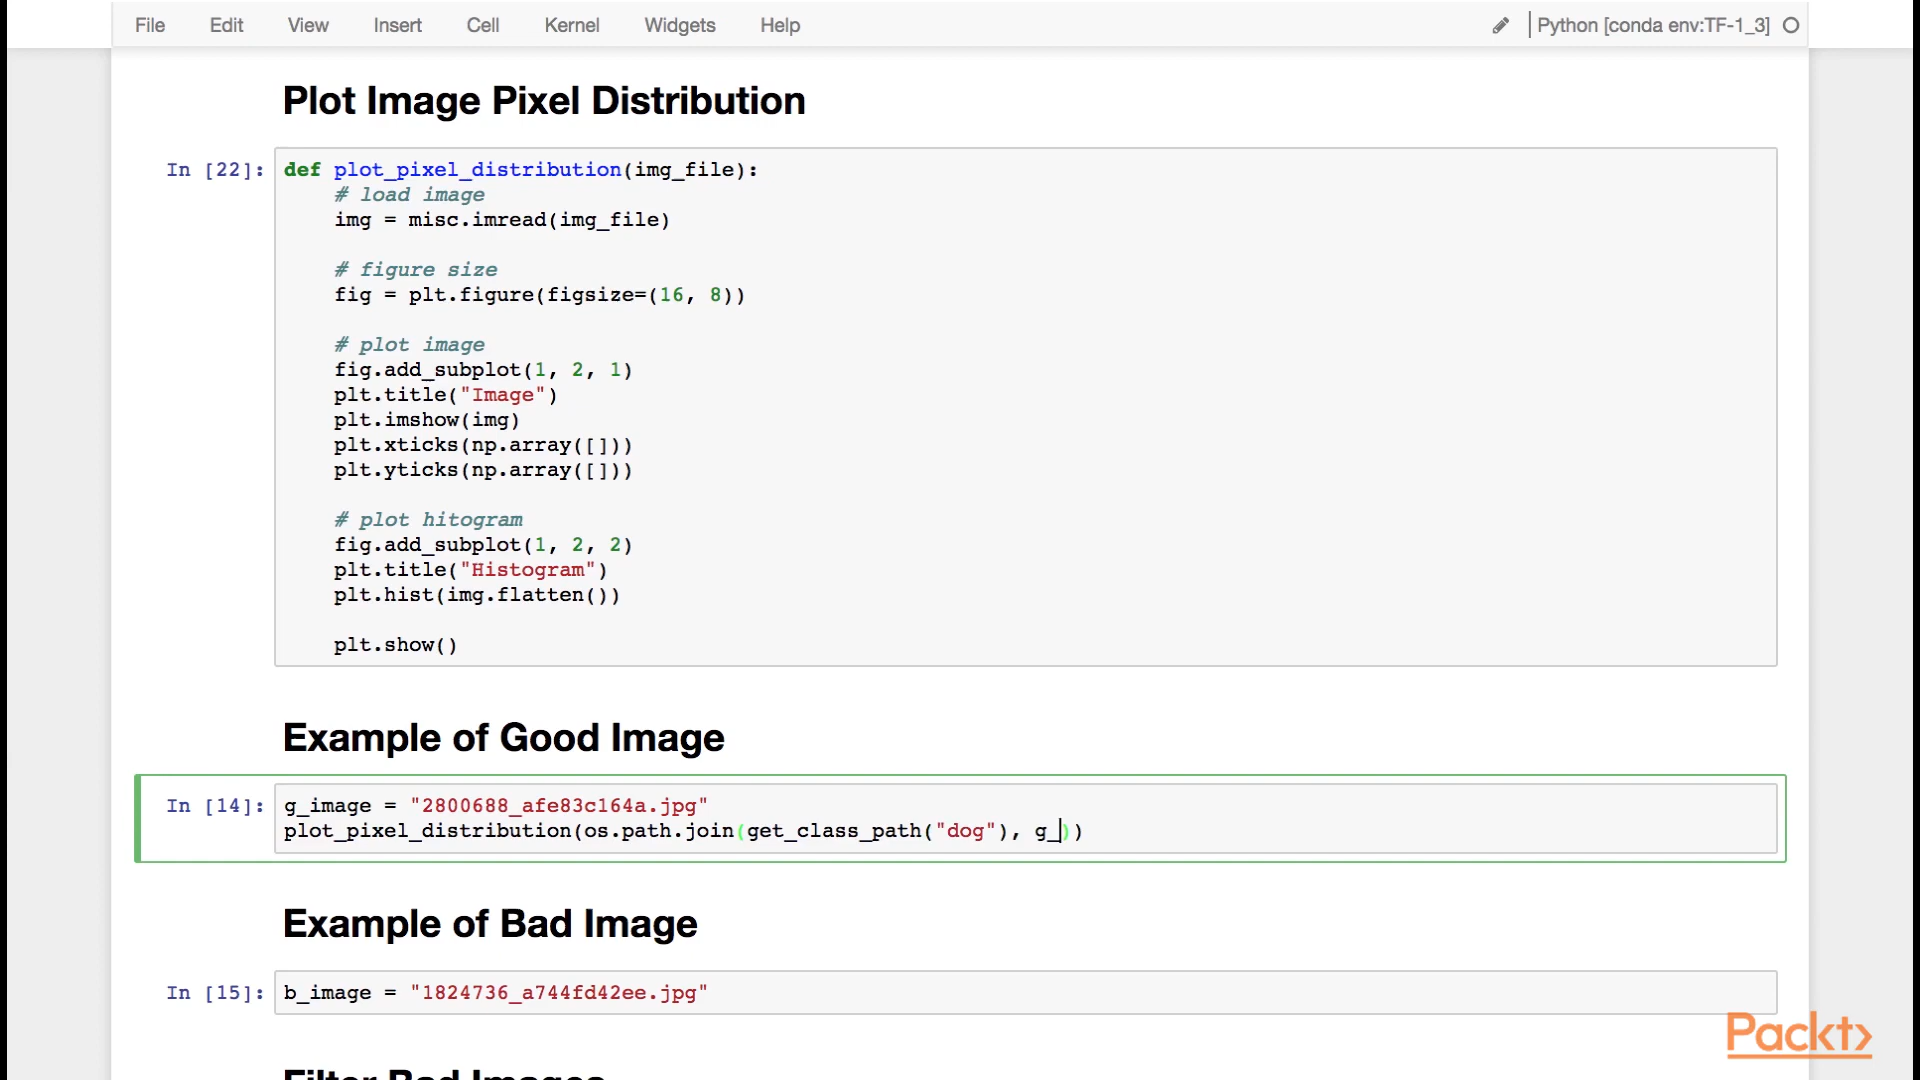 File Edit View Insert Cell Kernel Widgets Help Python [conda env:TF-1_3]
Plot Image Pixel Distribution
In [22]: def plot_pixel_distribution(img_file):
# load image
img = misc.imread(img_file)
# figure size
fig = plt.figure(figsize=(16, 8))
# plot image
fig.add_subplot(1, 2, 1)
plt.title("Image")
plt.imshow(img)
plt.xticks(np.array([]))
plt.yticks(np.array([]))
# plot hitogram
fig.add_subplot(1, 2, 2)
plt.title("Histogram")
plt.hist(img.flatten())
plt.show()
Example of Good Image
In [14]: g_image = "2800688_afe83c164a.jpg"
plot_pixel_distribution(os.path.join(get_class_path("dog"), g_))
Example of Bad Image
In [15]: b_image = "1824736_a744fd42ee.jpg"
Filter Bad Images
Packt>